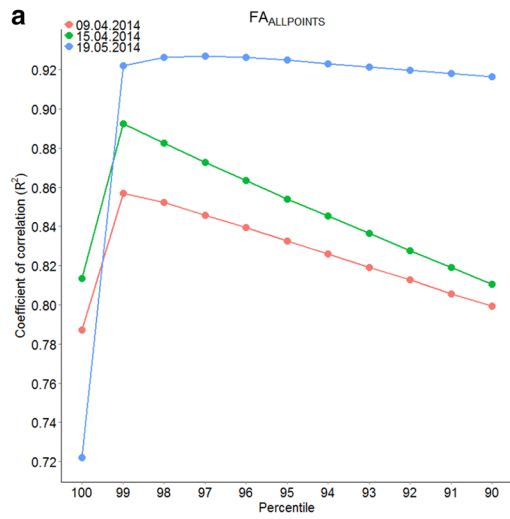 a
FA_ALLPOINTS
09.04.2014
15.04.2014
19.05.2014
Coefficient of correlation (R²)
0.92
0.90
0.88
0.86
0.84
0.82
0.80
0.78
0.76
0.74
0.72
100 99 98 97 96 95 94 93 92 91 90
Percentile